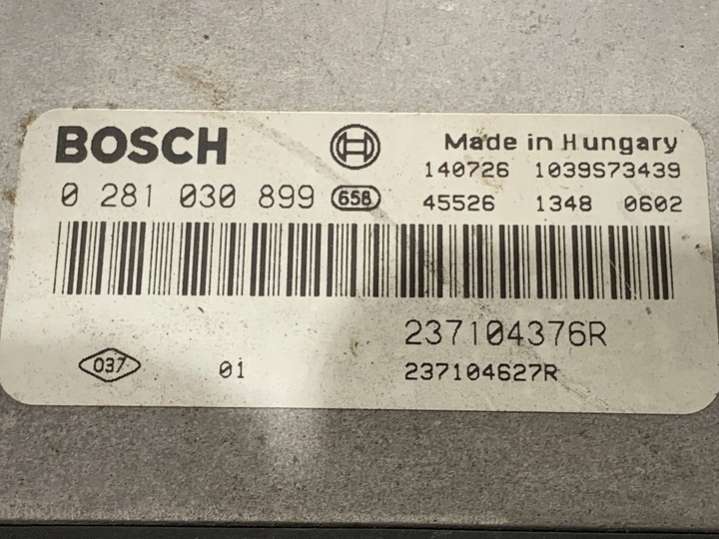 BOSCH
Made in Hungary
140726 1039S73439
0 281 030 899 658
45526 1348 0602
237104376R
037 01 237104627R